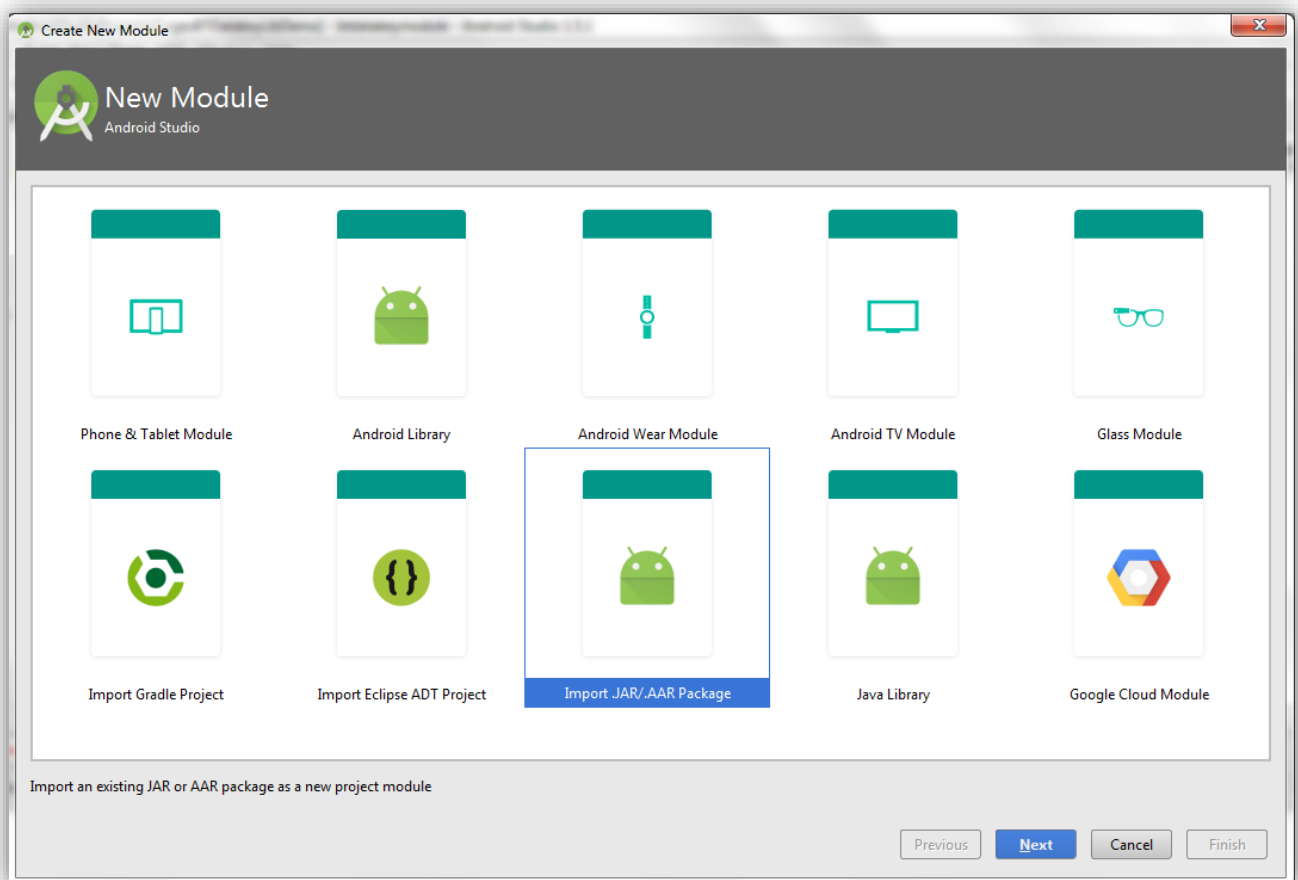 Create New Module
New Module
Android Studio
Phone & Tablet Module
Android Library
Android Wear Module
Android TV Module
Glass Module
Import Gradle Project
Import Eclipse ADT Project
Import .JAR/.AAR Package
Java Library
Google Cloud Module
Import an existing JAR or AAR package as a new project module
Previous
Next
Cancel
Finish